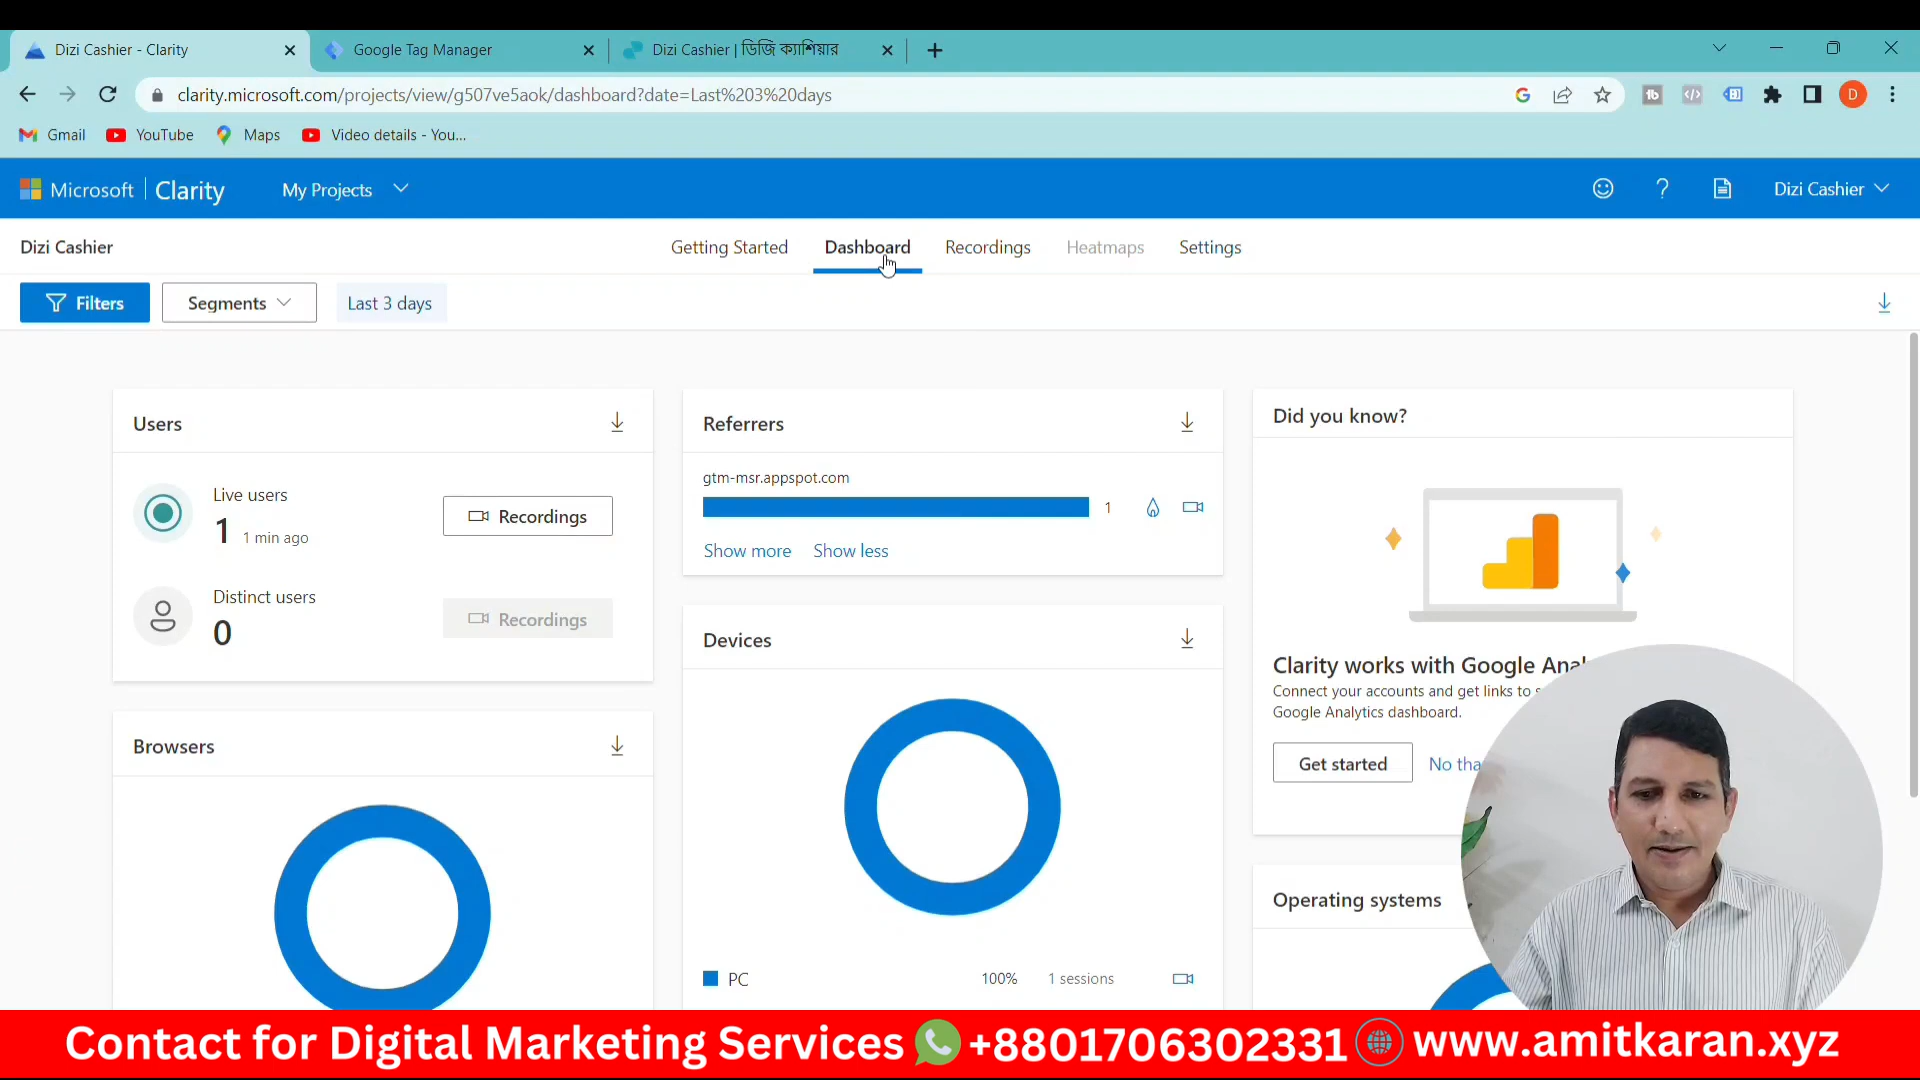 Dizi Cashier - Clarity
Google Tag Manager
Dizi Cashier | ডিজি ক্যাশিয়ার
clarity.microsoft.com/projects/view/g507ve5aok/dashboard?date=Last%203%20days
D
Gmail
YouTube
Maps
Video details - You...
Microsoft | Clarity
My Projects
Dizi Cashier
Dizi Cashier
Getting Started
Dashboard
Recordings
Heatmaps
Settings
Filters
Segments
Last 3 days
Users
Live users
1 1 min ago
Recordings
Distinct users
0
Recordings
Browsers
Referrers
gtm-msr.appspot.com
1
Show more
Show less
Devices
PC
100%
1 sessions
Did you know?
Clarity works with Google
Connect your accounts and get links to
Google Analytics dashboard.
Get started
No
Operating systems
Contact for Digital Marketing Services +8801706302331 www.amitkaran.xyz